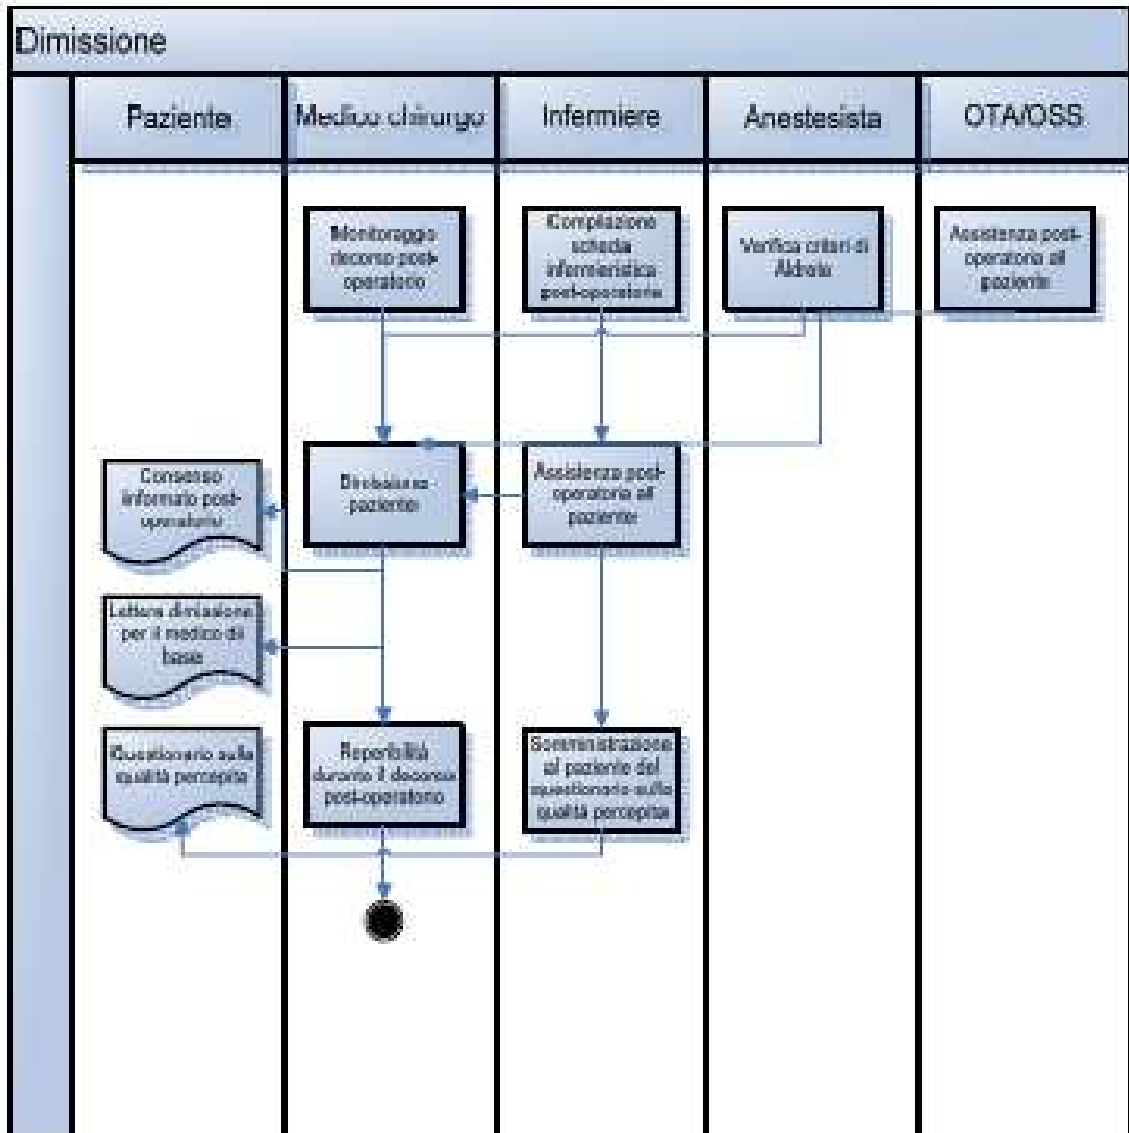 Dimissione
Paziente
Medico chirurgo
Infermiere
Anestesista
OTA/OSS
Monitoraggio
decorso post-
operatorio
Compilazione
scheda
infermieristica
post-operatoria
Verifica criteri di
Aldrete
Assistenza post-
operatoria al
paziente
Consenso
informato post-
operatorio
paziente
Assistenza post-
operatoria al
paziente
Lettera dimissione
per il medico di
base
Questionario sulla
qualità percepita
Reperibilità
durante il decorso
post-operatorio
Somministrazione
al paziente del
questionario sulla
qualità percepita